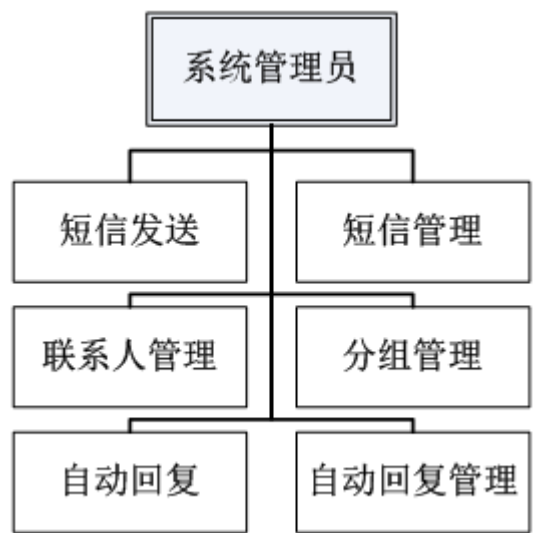 系统管理员
短信发送
短信管理
联系人管理
分组管理
自动回复
自动回复管理